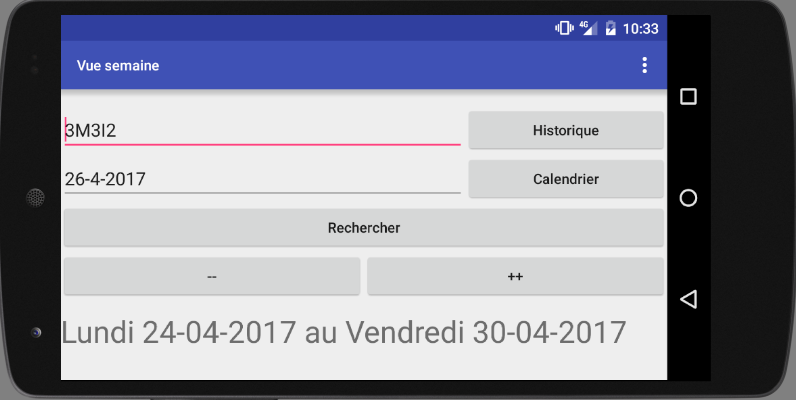 4G 10:33
Vue semaine
3M3I2
Historique
26-4-2017
Calendrier
Rechercher
-- ++
Lundi 24-04-2017 au Vendredi 30-04-2017